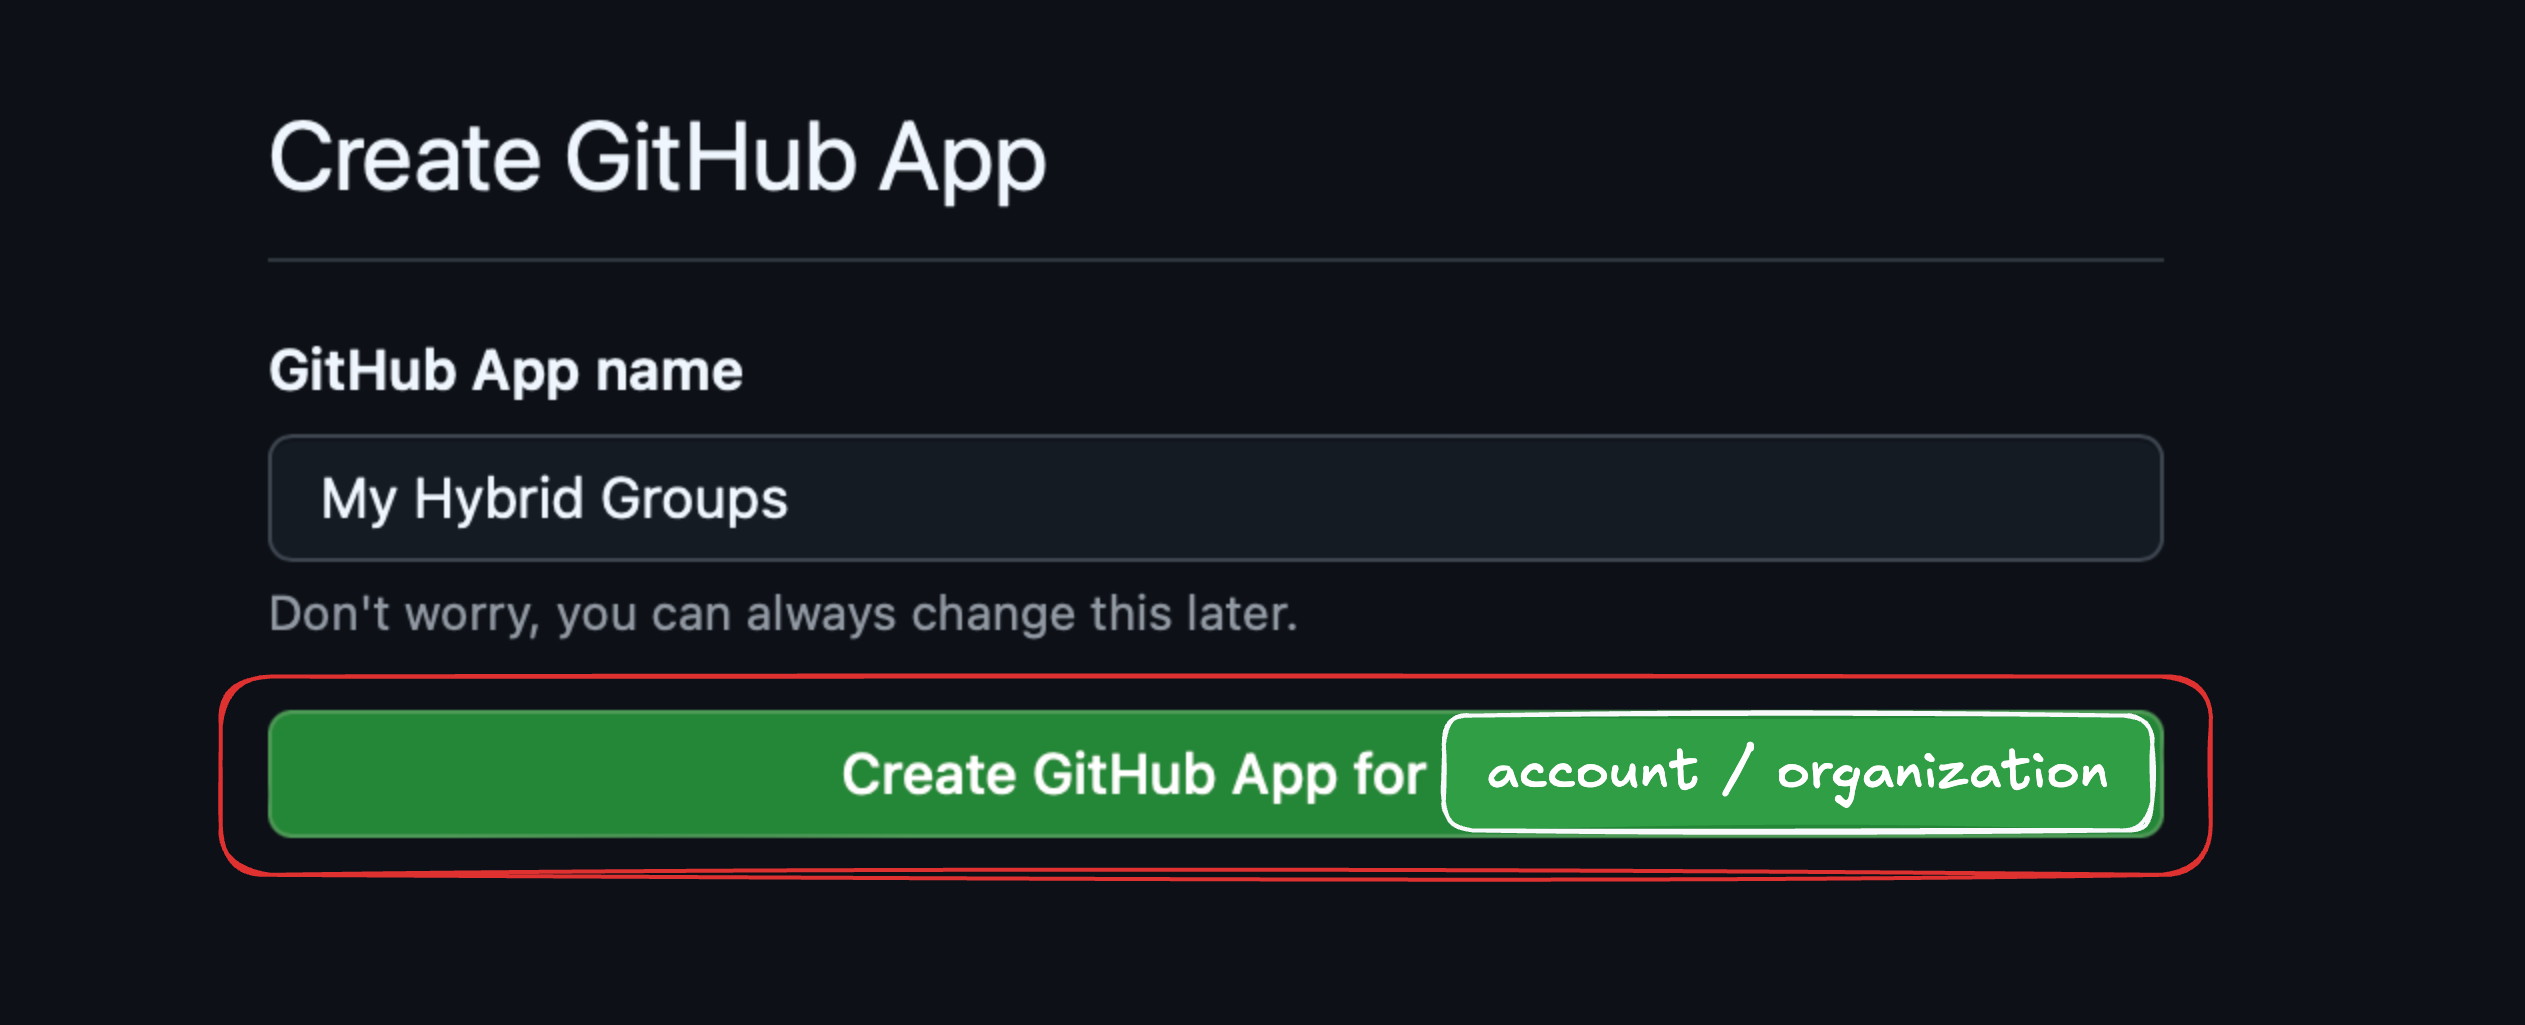 Create GitHub App
GitHub App name
My Hybrid Groups
Don't worry, you can always change this later.
Create GitHub App for account / organization